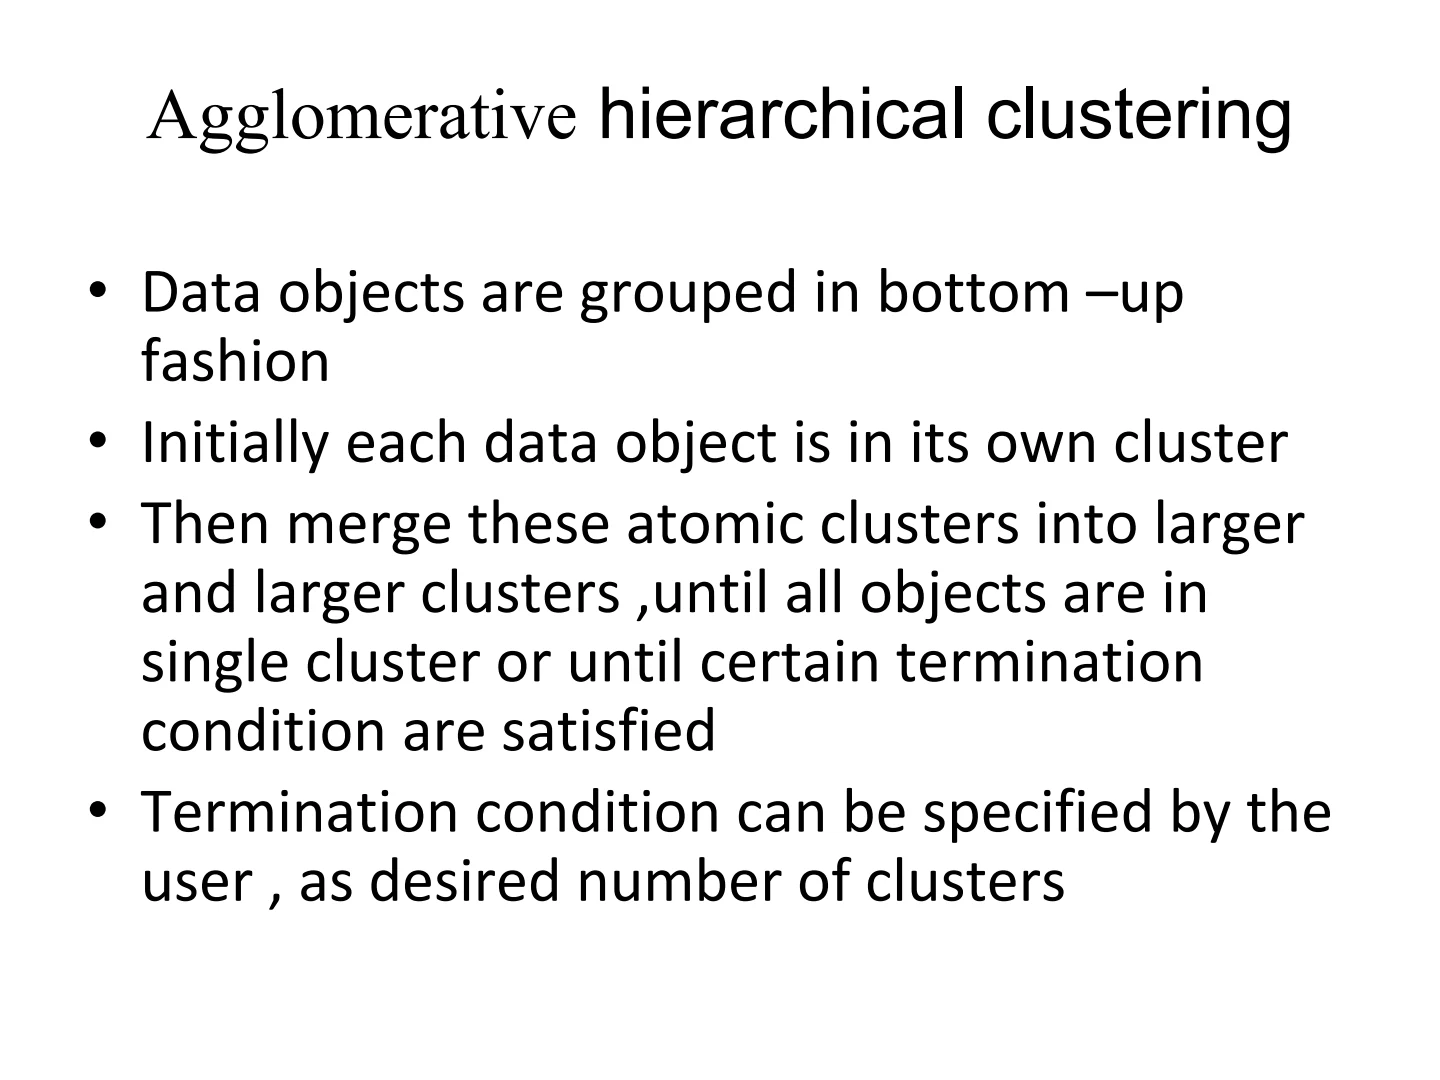 Agglomerative hierarchical clustering
• Data objects are grouped in bottom –up
fashion
• Initially each data object is in its own cluster
• Then merge these atomic clusters into larger
and larger clusters ,until all objects are in
single cluster or until certain termination
condition are satisfied
• Termination condition can be specified by the
user , as desired number of clusters